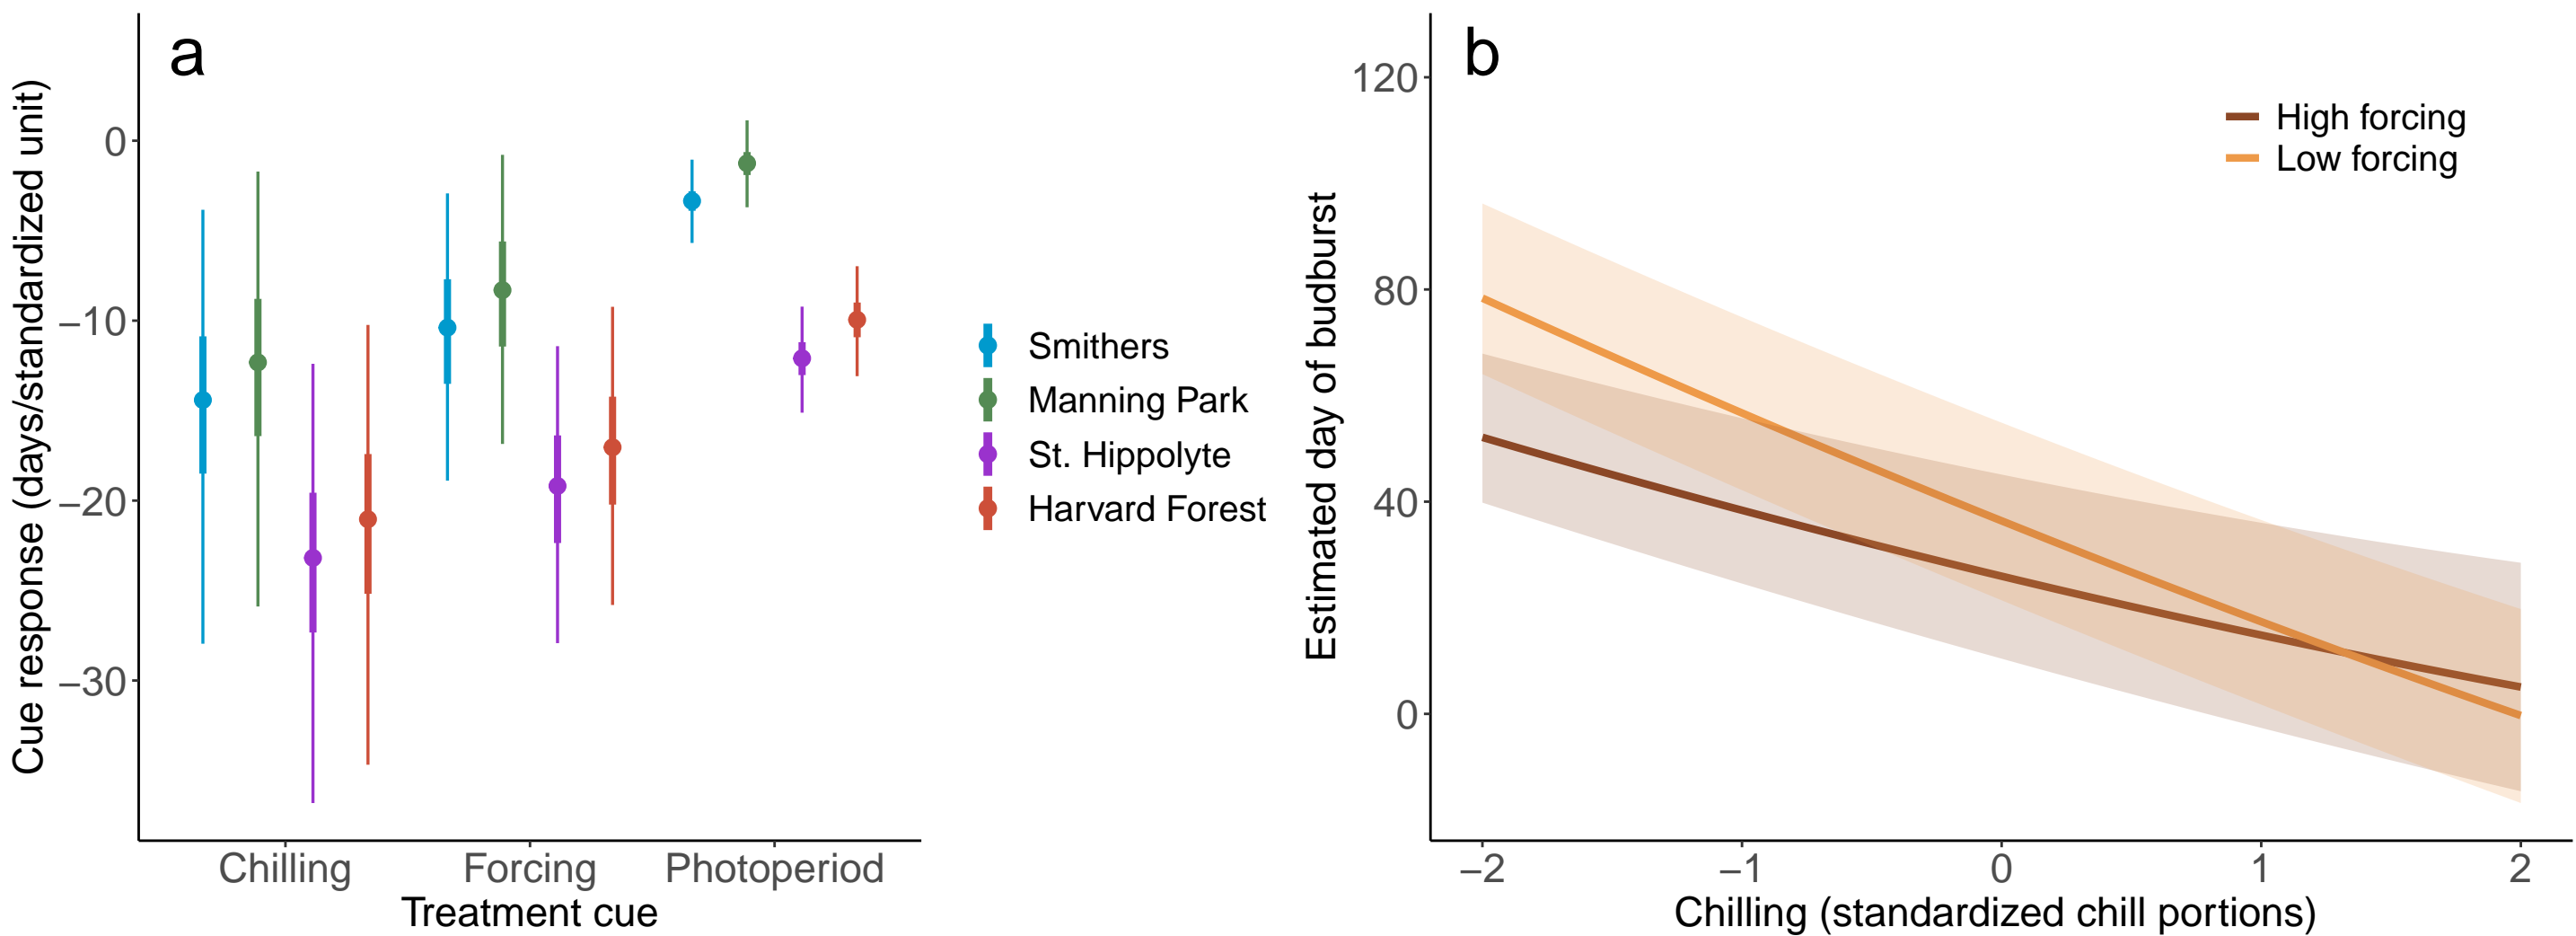 a
Cue response (days/standardized unit)
0
−10
−20
−30
Chilling
Forcing
Photoperiod
Treatment cue
Smithers
Manning Park
St. Hippolyte
Harvard Forest
b
Estimated day of budburst
120
80
40
0
−2
−1
0
1
2
Chilling (standardized chill portions)
High forcing
Low forcing